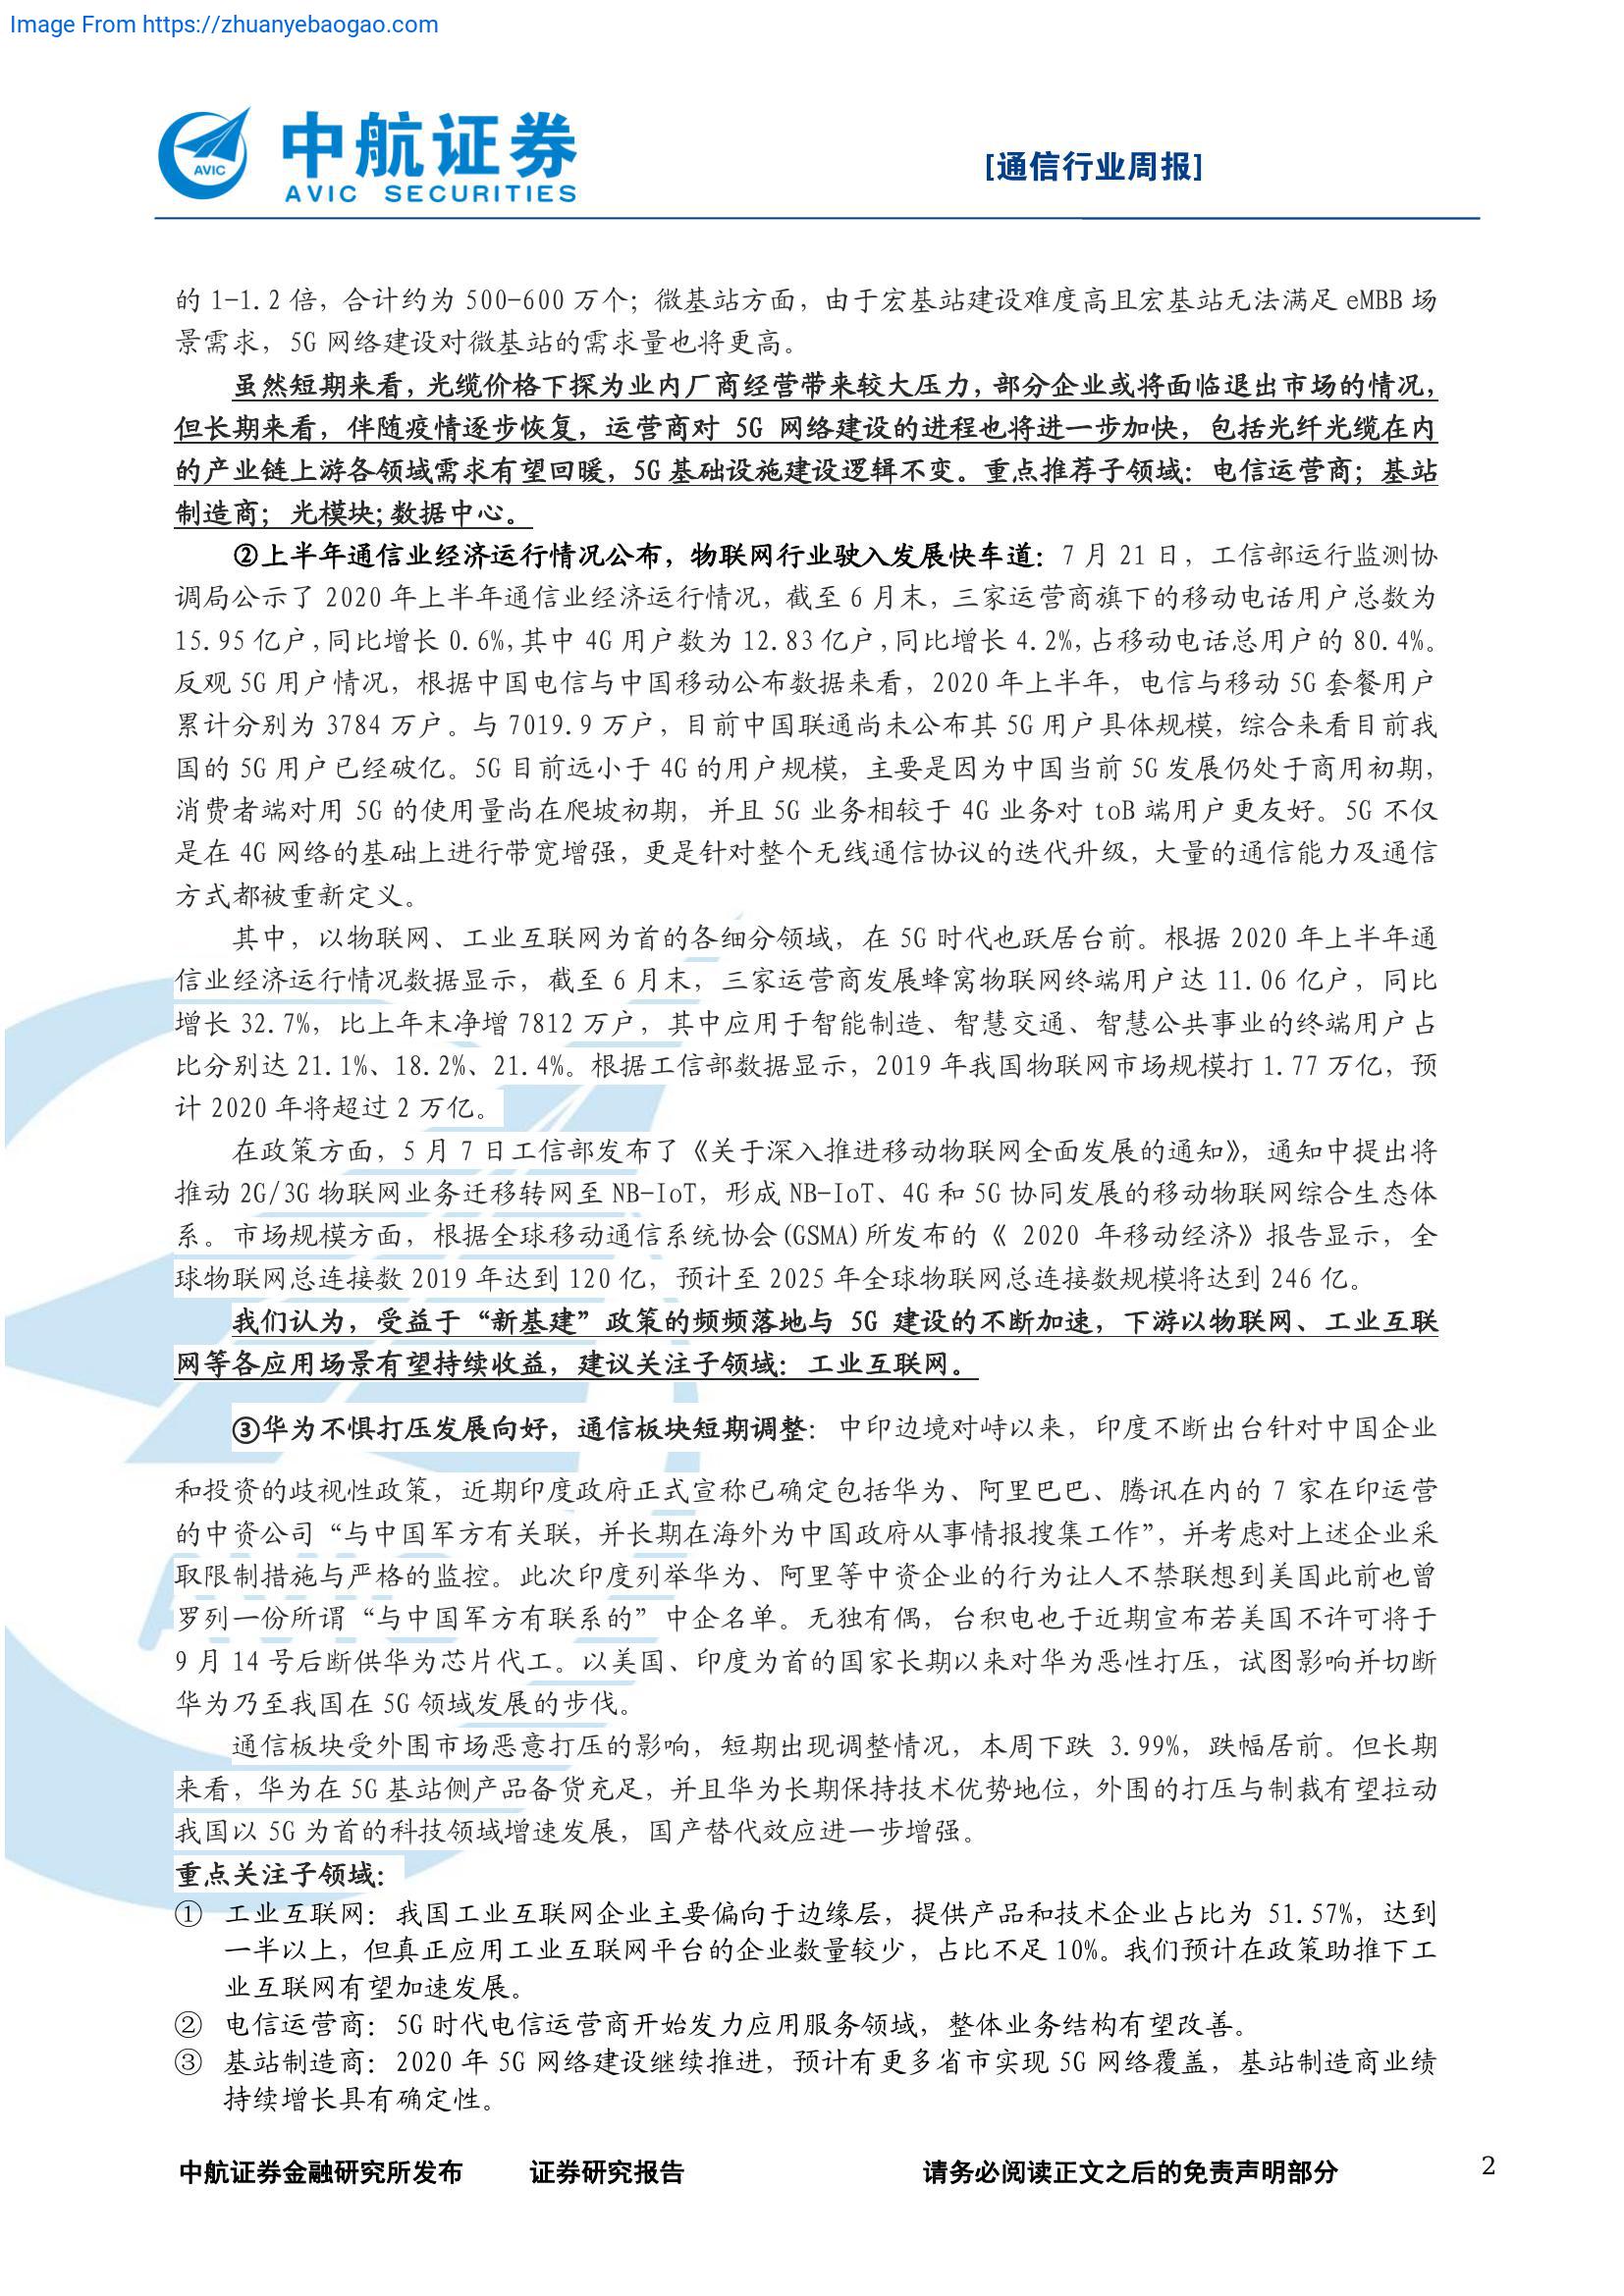 Image From https://zhuanyebaogao.com
AVIC
中航证券
AVIC SECURITIES
[通信行业周报]
的 1-1.2 倍，合计约为 500-600 万个；微基站方面，由于宏基站建设难度高且宏基站无法满足 eMBB 场
景需求，5G 网络建设对微基站的需求量也将更高。
虽然短期来看，光缆价格下探为业内厂商经营带来较大压力，部分企业或将面临退出市场的情况，
但长期来看，伴随疫情逐步恢复，运营商对 5G 网络建设的进程也将进一步加快，包括光纤光缆在内
的产业链上游各领域需求有望回暖，5G 基础设施建设逻辑不变。重点推荐子领域：电信运营商；基站
制造商；光模块；数据中心。
②上半年通信业经济运行情况公布，物联网行业驶入发展快车道：7 月 21 日，工信部运行监测协
调局公示了 2020 年上半年通信业经济运行情况，截至 6 月末，三家运营商旗下的移动电话用户总数为
15.95 亿户，同比增长 0.6%，其中 4G 用户数为 12.83 亿户，同比增长 4.2%，占移动电话总用户的 80.4%。
反观 5G 用户情况，根据中国电信与中国移动公布数据来看，2020 年上半年，电信与移动 5G 套餐用户
累计分别为 3784 万户。与 7019.9 万户，目前中国联通尚未公布其 5G 用户具体规模，综合来看目前我
国的 5G 用户已经破亿。5G 目前远小于 4G 的用户规模，主要是因为中国当前 5G 发展仍处于商用初期，
消费者端对用 5G 的使用量尚在爬坡初期，并且 5G 业务相较于 4G 业务对 toB 端用户更友好。5G 不仅
是在 4G 网络的基础上进行带宽增强，更是针对整个无线通信协议的迭代升级，大量的通信能力及通信
方式都被重新定义。
其中，以物联网、工业互联网为首的各细分领域，在 5G 时代也跃居台前。根据 2020 年上半年通
信业经济运行情况数据显示，截至 6 月末，三家运营商发展蜂窝物联网终端用户达 11.06 亿户，同比
增长 32.7%，比上年末净增 7812 万户，其中应用于智能制造、智慧交通、智慧公共事业的终端用户占
比分别达 21.1%、18.2%、21.4%。根据工信部数据显示，2019 年我国物联网市场规模打 1.77 万亿，预
计 2020 年将超过 2 万亿。
在政策方面，5 月 7 日工信部发布了《关于深入推进移动物联网全面发展的通知》，通知中提出将
推动 2G/3G 物联网业务迁移转网至 NB-IoT，形成 NB-IoT、4G 和 5G 协同发展的移动物联网综合生态体
系。市场规模方面，根据全球移动通信系统协会(GSMA)所发布的《 2020 年移动经济》报告显示，全
球物联网总连接数 2019 年达到 120 亿，预计至 2025 年全球物联网总连接数规模将达到 246 亿。
我们认为，受益于“新基建”政策的频频落地与 5G 建设的不断加速，下游以物联网、工业互联
网等各应用场景有望持续收益，建议关注子领域：工业互联网。
③华为不惧打压发展向好，通信板块短期调整：中印边境对峙以来，印度不断出台针对中国企业
和投资的歧视性政策，近期印度政府正式宣称已确定包括华为、阿里巴巴、腾讯在内的 7 家在印运营
的中资公司“与中国军方有关联，并长期在海外为中国政府从事情报搜集工作”，并考虑对上述企业采
取限制措施与严格的监控。此次印度列举华为、阿里等中资企业的行为让人不禁联想到美国此前也曾
罗列一份所谓“与中国军方有联系的”中企名单。无独有偶，台积电也于近期宣布若美国不许可将于
9 月 14 号后断供华为芯片代工。以美国、印度为首的国家长期以来对华为恶性打压，试图影响并切断
华为乃至我国在 5G 领域发展的步伐。
通信板块受外围市场恶意打压的影响，短期出现调整情况，本周下跌 3.99%，跌幅居前。但长期
来看，华为在 5G 基站侧产品备货充足，并且华为长期保持技术优势地位，外围的打压与制裁有望拉动
我国以 5G 为首的科技领域增速发展，国产替代效应进一步增强。
重点关注子领域：
① 工业互联网：我国工业互联网企业主要偏向于边缘层，提供产品和技术企业占比为 51.57%，达到
一半以上，但真正应用工业互联网平台的企业数量较少，占比不足 10%。我们预计在政策助推下工
业互联网有望加速发展。
② 电信运营商：5G 时代电信运营商开始发力应用服务领域，整体业务结构有望改善。
③ 基站制造商：2020 年 5G 网络建设继续推进，预计有更多省市实现 5G 网络覆盖，基站制造商业绩
持续增长具有确定性。
中航证券金融研究所发布 证券研究报告 请务必阅读正文之后的免责声明部分 2